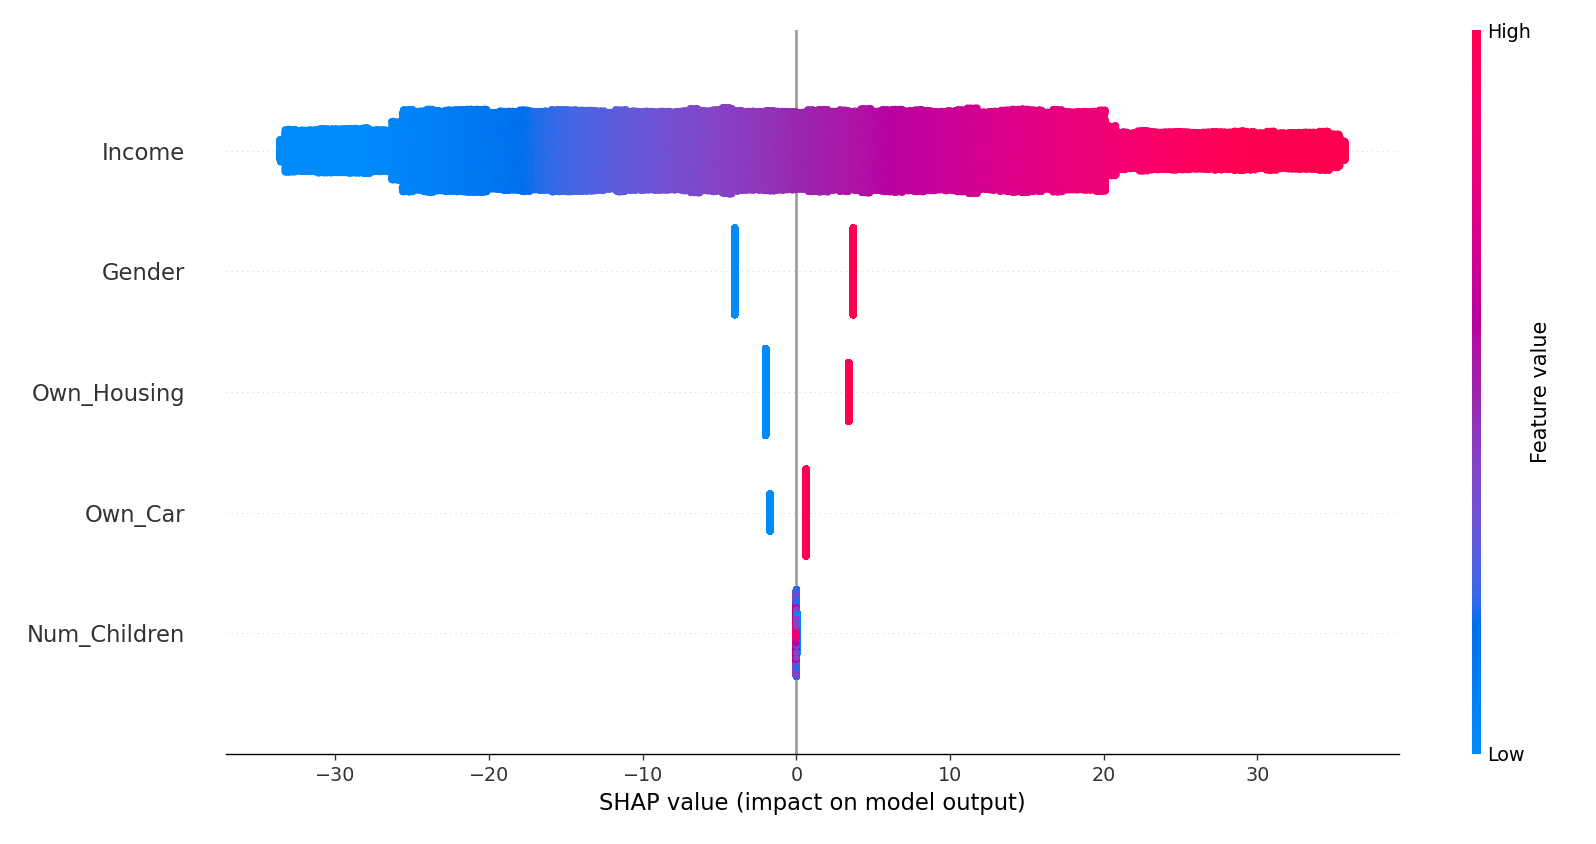 High
Income
Gender
Own_Housing
Own_Car
Num_Children
Feature value
Low
−30 −20 −10 0 10 20 30
SHAP value (impact on model output)